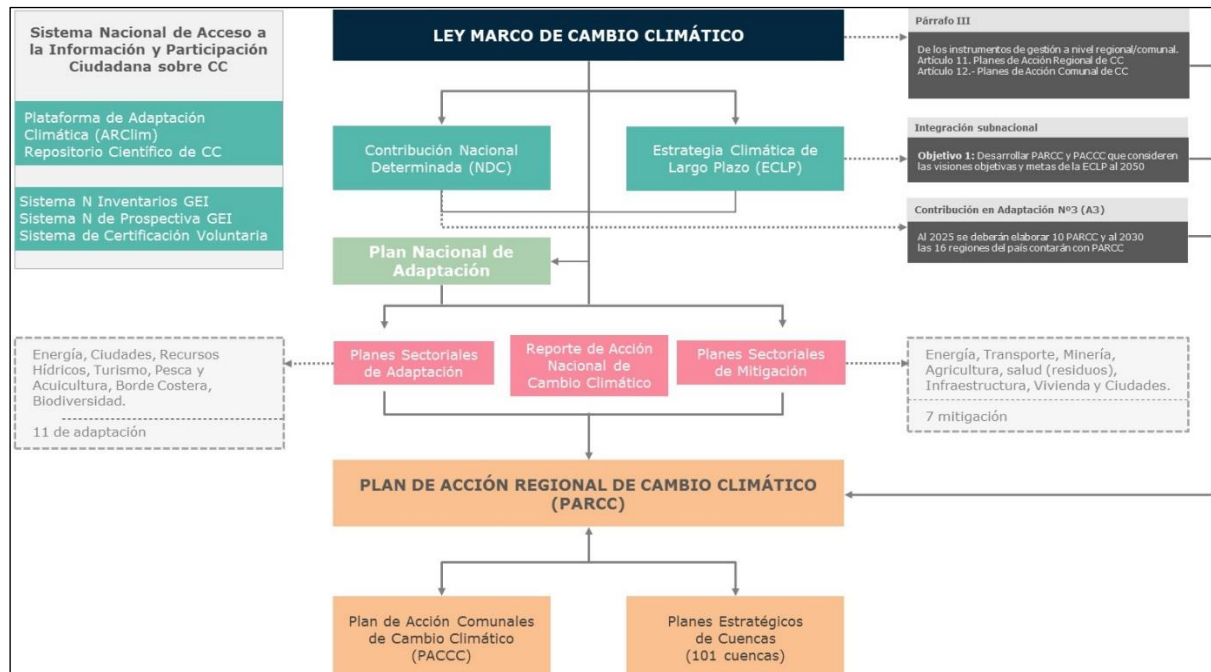 Sistema Nacional de Acceso a
la Información y Participación
Ciudadana sobre CC
Plataforma de Adaptación
Climática (ARClim)
Repositorio Científico de CC
Sistema N Inventarios GEI
Sistema N de Prospectiva GEI
Sistema de Certificación Voluntaria
LEY MARCO DE CAMBIO CLIMÁTICO
Párrafo III
De los instrumentos de gestión a nivel regional/comunal.
Artículo 11. Planes de Acción Regional de CC
Artículo 12.- Planes de Acción Comunal de CC
Contribución Nacional
Determinada (NDC)
Estrategia Climática de
Largo Plazo (ECLP)
Integración subnacional
Objetivo 1: Desarrollar PARCC y PACCC que consideren
las visiones objetivas y metas de la ECLP al 2050
Contribución en Adaptación Nº3 (A3)
Al 2025 se deberán elaborar 10 PARCC y al 2030
las 16 regiones del país contarán con PARCC
Plan Nacional de
Adaptación
Energía, Ciudades, Recursos
Hídricos, Turismo, Pesca y
Acuicultura, Borde Costera,
Biodiversidad.
11 de adaptación
Planes Sectoriales
de Adaptación
Reporte de Acción
Nacional de
Cambio Climático
Planes Sectoriales
de Mitigación
Energía, Transporte, Minería,
Agricultura, salud (residuos),
Infraestructura, Vivienda y Ciudades.
7 mitigación
PLAN DE ACCIÓN REGIONAL DE CAMBIO CLIMÁTICO
(PARCC)
Plan de Acción Comunales
de Cambio Climático
(PACCC)
Planes Estratégicos
de Cuencas
(101 cuencas)